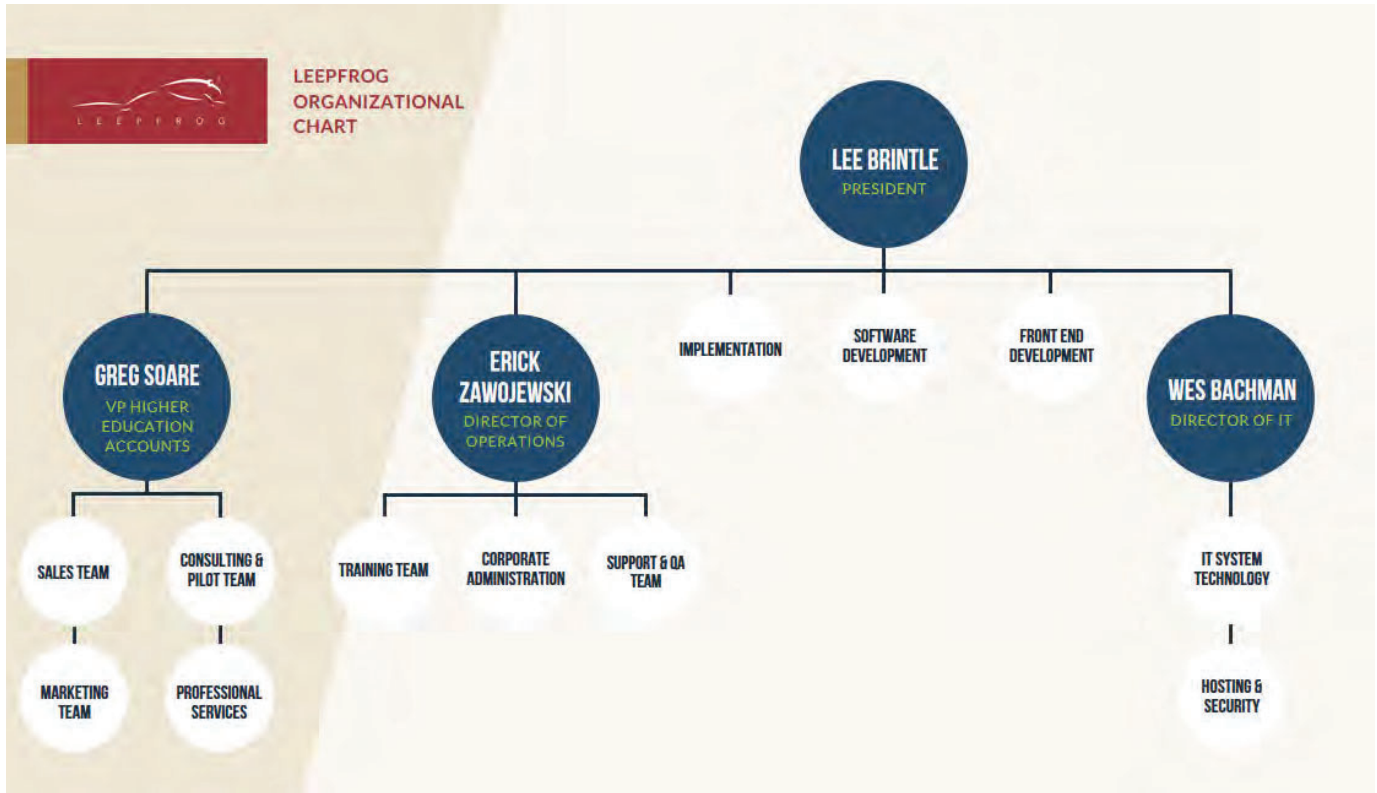 LEEPFROG
LEEPFROG
ORGANIZATIONAL
CHART
LEE BRINTLE
PRESIDENT
GREG SOARE
VP HIGHER
EDUCATION
ACCOUNTS
ERICK
ZAWOJEWSKI
DIRECTOR OF
OPERATIONS
IMPLEMENTATION
SOFTWARE
DEVELOPMENT
FRONT END
DEVELOPMENT
WES BACHMAN
DIRECTOR OF IT
SALES TEAM
CONSULTING &
PILOT TEAM
TRAINING TEAM
CORPORATE
ADMINISTRATION
SUPPORT & QA
TEAM
IT SYSTEM
TECHNOLOGY
MARKETING
TEAM
PROFESSIONAL
SERVICES
HOSTING &
SECURITY